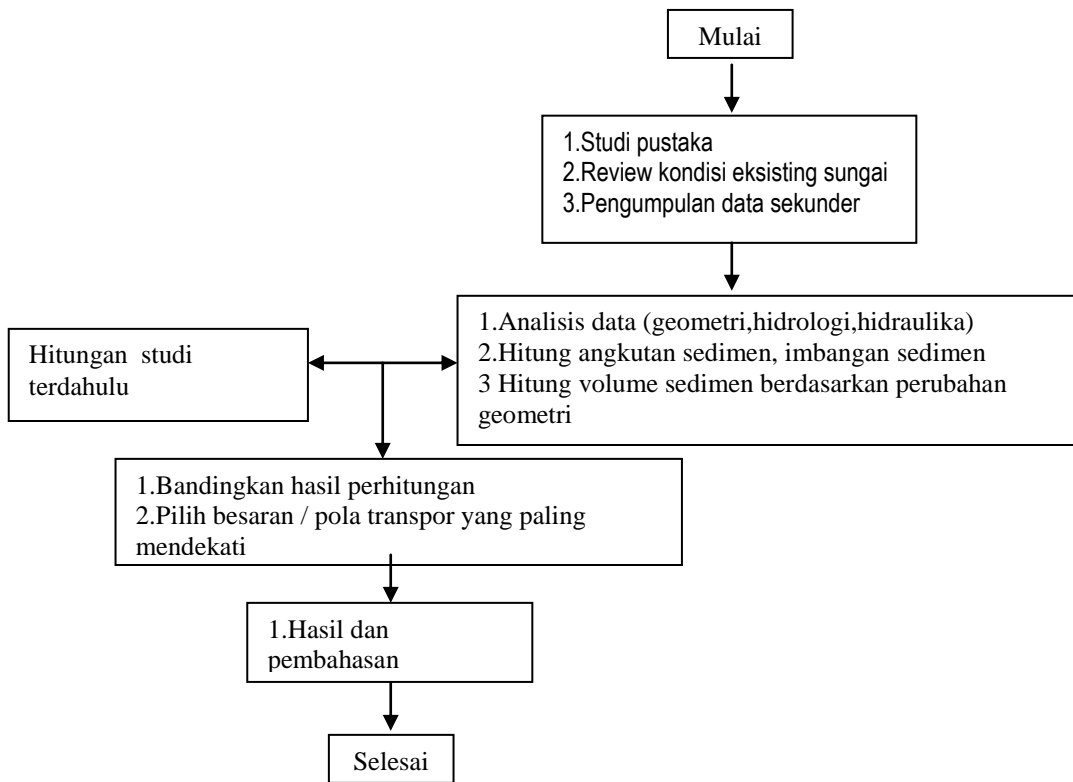 Mulai
1.Studi pustaka
2.Review kondisi eksisting sungai
3.Pengumpulan data sekunder
1.Analisis data (geometri,hidrologi,hidraulika)
2.Hitung angkutan sedimen, imbangan sedimen
3 Hitung volume sedimen berdasarkan perubahan
geometri
Hitungan studi
terdahulu
1.Bandingkan hasil perhitungan
2.Pilih besaran / pola transpor yang paling
mendekati
1.Hasil dan
pembahasan
Selesai